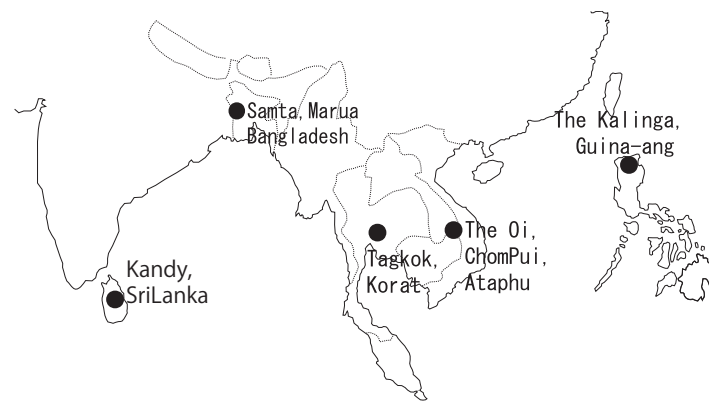 Samta,Marua
Bangladesh
The Kalinga,
Guina-ang
The Oi,
ChomPui,
Ataphu
Tagkok,
Korat
Kandy,
SriLanka